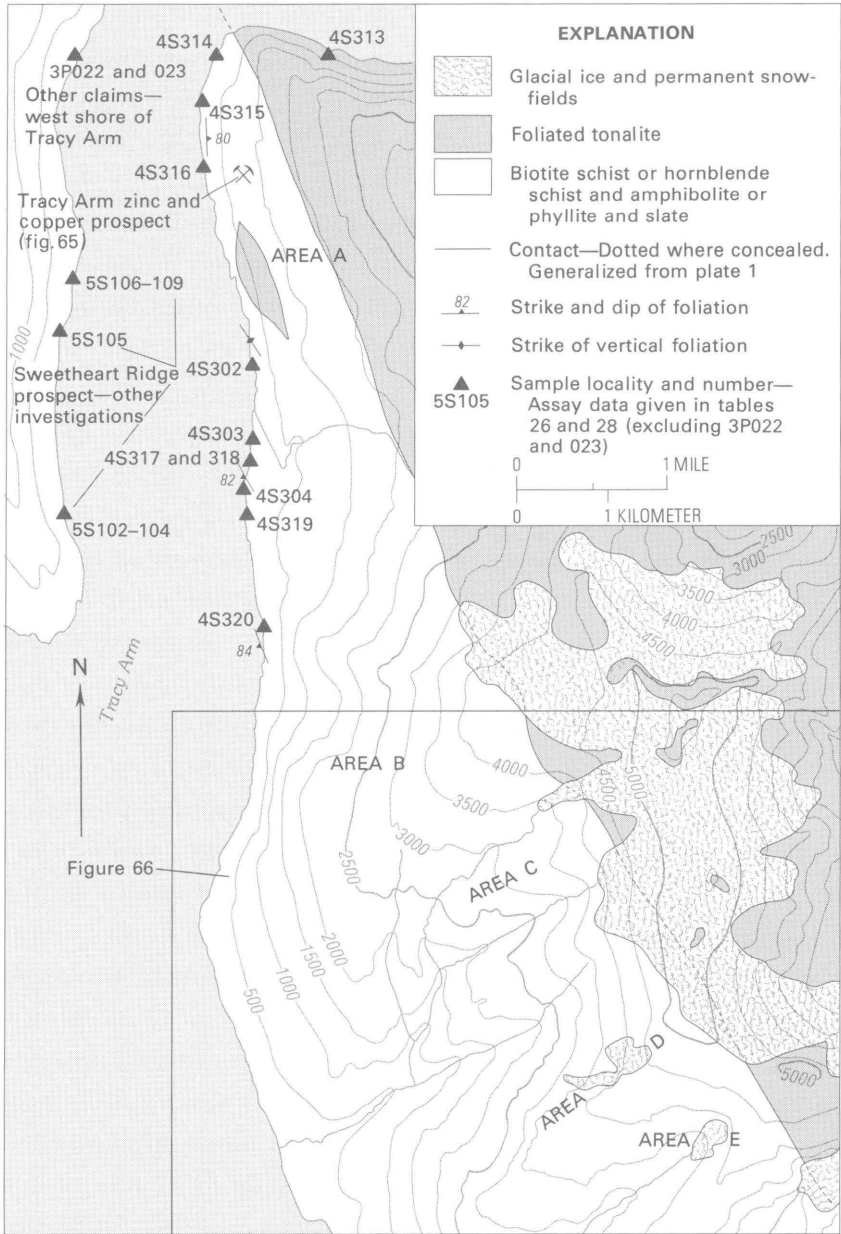 4S314
4S313
3P022 and 023
Other claims—
west shore of
Tracy Arm
4S315
80
4S316
Tracy Arm zinc and
copper prospect
(fig. 65)
AREA A
5S106–109
1000
5S105
4S302
Sweetheart Ridge
prospect—other
investigations
4S303
4S317 and 318
82
4S304
4S319
5S102–104
4S320
84
N
Tracy Arm
EXPLANATION
Glacial ice and permanent snow-
fields
Foliated tonalite
Biotite schist or hornblende
schist and amphibolite or
phyllite and slate
Contact—Dotted where concealed.
Generalized from plate 1
82
Strike and dip of foliation
Strike of vertical foliation
5S105
Sample locality and number—
Assay data given in tables
26 and 28 (excluding 3P022
and 023)
0 1 MILE
0 1 KILOMETER
2500
3000
3500
4000
4500
AREA B
4000
3500
3000
2500
4500
5000
Figure 66
AREA C
2000
1500
1000
500
AREA D
5000
AREA E